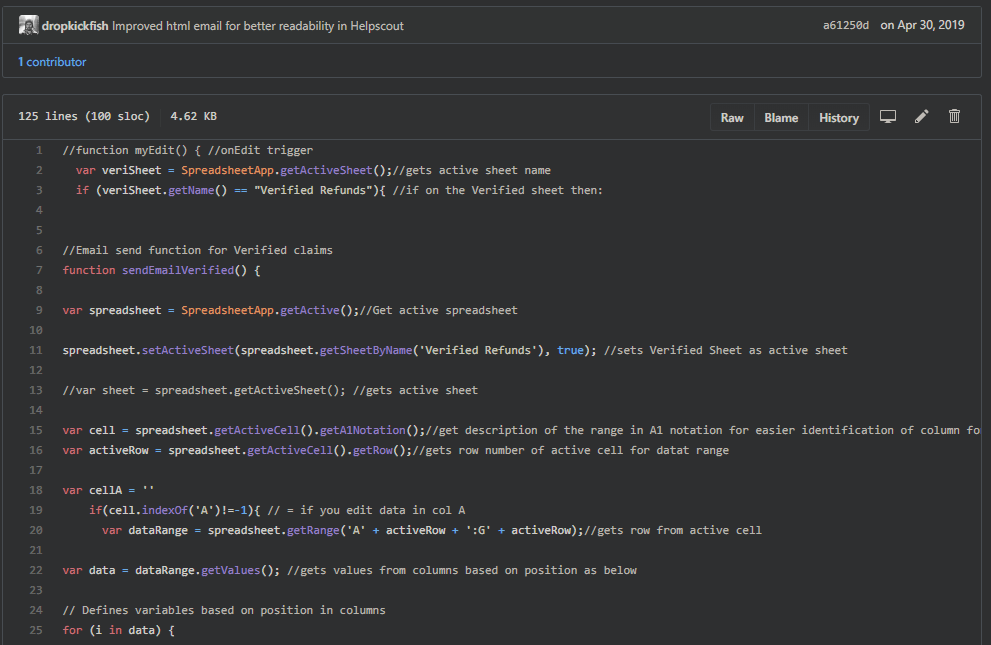 dropkickfish Improved html email for better readability in Helpscout a61250d on Apr 30, 2019
1 contributor
125 lines (100 sloc) 4.62 KB Raw Blame History
1 //function myEdit() { //onEdit trigger
2 var veriSheet = SpreadsheetApp.getActiveSheet();//gets active sheet name
3 if (veriSheet.getName() == "Verified Refunds"){ //if on the Verified sheet then:
4
5
6 //Email send function for Verified claims
7 function sendEmailVerified() {
8
9 var spreadsheet = SpreadsheetApp.getActive();//Get active spreadsheet
10
11 spreadsheet.setActiveSheet(spreadsheet.getSheetByName('Verified Refunds'), true); //sets Verified Sheet as active sheet
12
13 //var sheet = spreadsheet.getActiveSheet(); //gets active sheet
14
15 var cell = spreadsheet.getActiveCell().getA1Notation();//get description of the range in A1 notation for easier identification of column fo
16 var activeRow = spreadsheet.getActiveCell().getRow();//gets row number of active cell for datat range
17
18 var cellA = ''
19 if(cell.indexOf('A')!=-1){ // = if you edit data in col A
20 var dataRange = spreadsheet.getRange('A' + activeRow + ':G' + activeRow);//gets row from active cell
21
22 var data = dataRange.getValues(); //gets values from columns based on position as below
23
24 // Defines variables based on position in columns
25 for (i in data) {